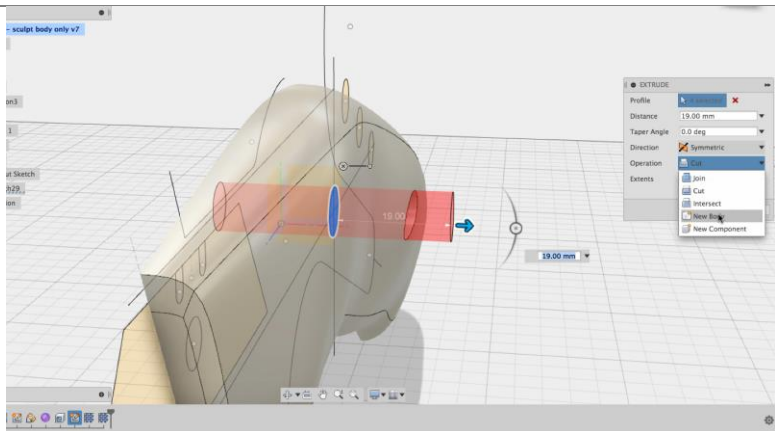 - sculpt body only v7
on3
1
ut Sketch
:h29_
ion
19.00
19.00 mm
EXTRUDE
Profile
Distance 19.00 mm
Taper Angle 0.0 deg
Direction Symmetric
Operation Cut
Extents
Join
Cut
Intersect
New Body
New Component